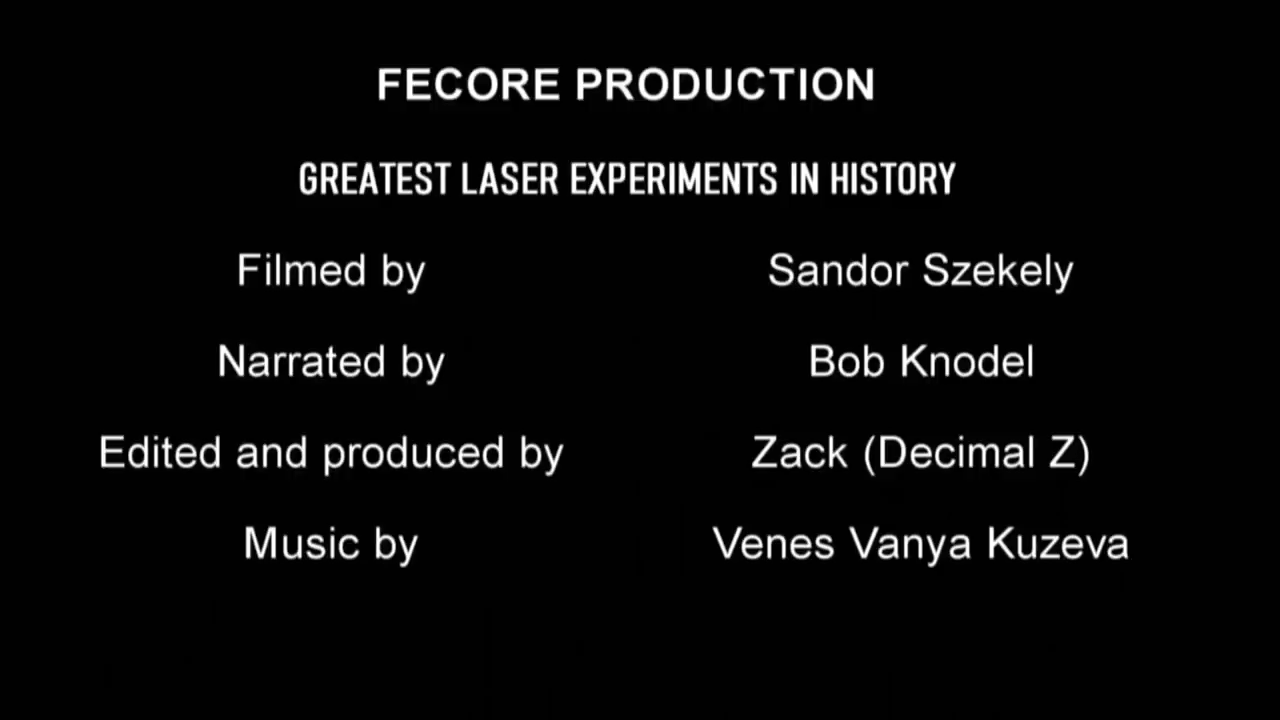 FECORE PRODUCTION
GREATEST LASER EXPERIMENTS IN HISTORY
Filmed by Sandor Szekely
Narrated by Bob Knodel
Edited and produced by Zack (Decimal Z)
Music by Venes Vanya Kuzeva